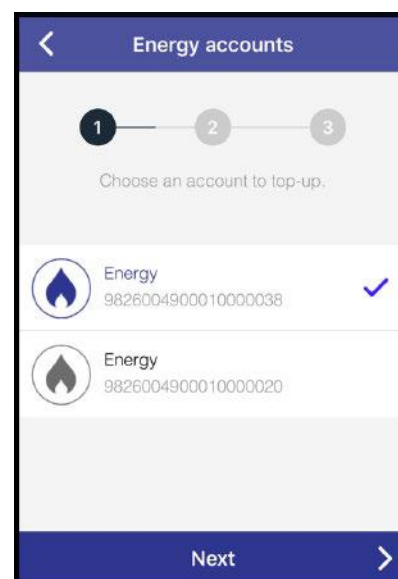 Energy accounts
1 2 3
Choose an account to top-up.
Energy
9826004900010000038
Energy
9826004900010000020
Next